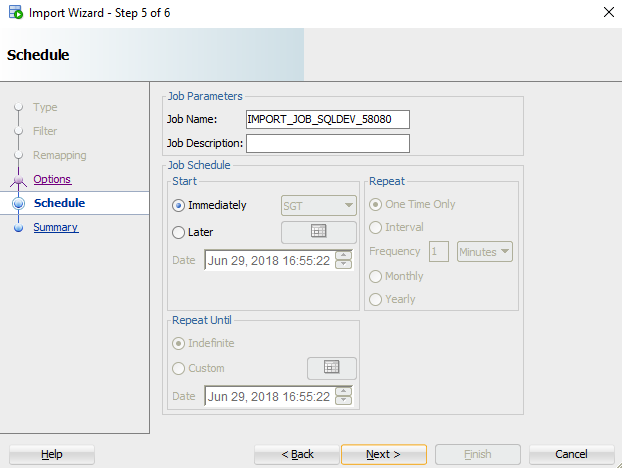 Import Wizard - Step 5 of 6
Schedule
Type
Filter
Remapping
Options
Schedule
Summary
Job Parameters
Job Name: IMPORT_JOB_SQLDEV_58080
Job Description:
Job Schedule
Start
Immediately SGT
Later
Date Jun 29, 2018 16:55:22
Repeat
One Time Only
Interval
Frequency 1 Minutes
Monthly
Yearly
Repeat Until
Indefinite
Custom
Date Jun 29, 2018 16:55:22
Help < Back Next > Finish Cancel